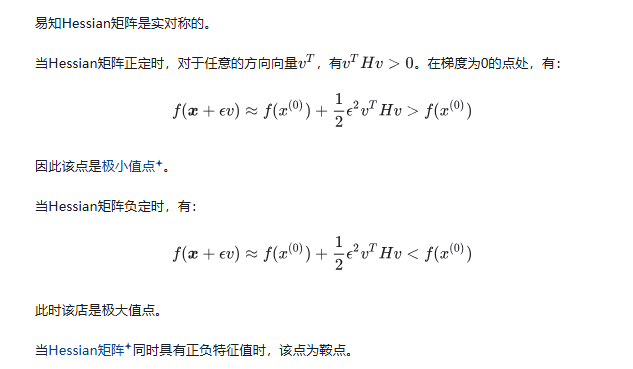 易知Hessian矩阵是实对称的。
当Hessian矩阵正定时，对于任意的方向向量$v^T$，有$v^T Hv > 0$。在梯度为0的点处，有：
$f(\boldsymbol{x} + \epsilon v) \approx f(x^{(0)}) + \frac{1}{2}\epsilon^2 v^T Hv > f(x^{(0)})$
因此该点是极小值点✦。
当Hessian矩阵负定时，有：
$f(\boldsymbol{x} + \epsilon v) \approx f(x^{(0)}) + \frac{1}{2}\epsilon^2 v^T Hv < f(x^{(0)})$
此时该店是极大值点。
当Hessian矩阵✦同时具有正负特征值时，该点为鞍点。